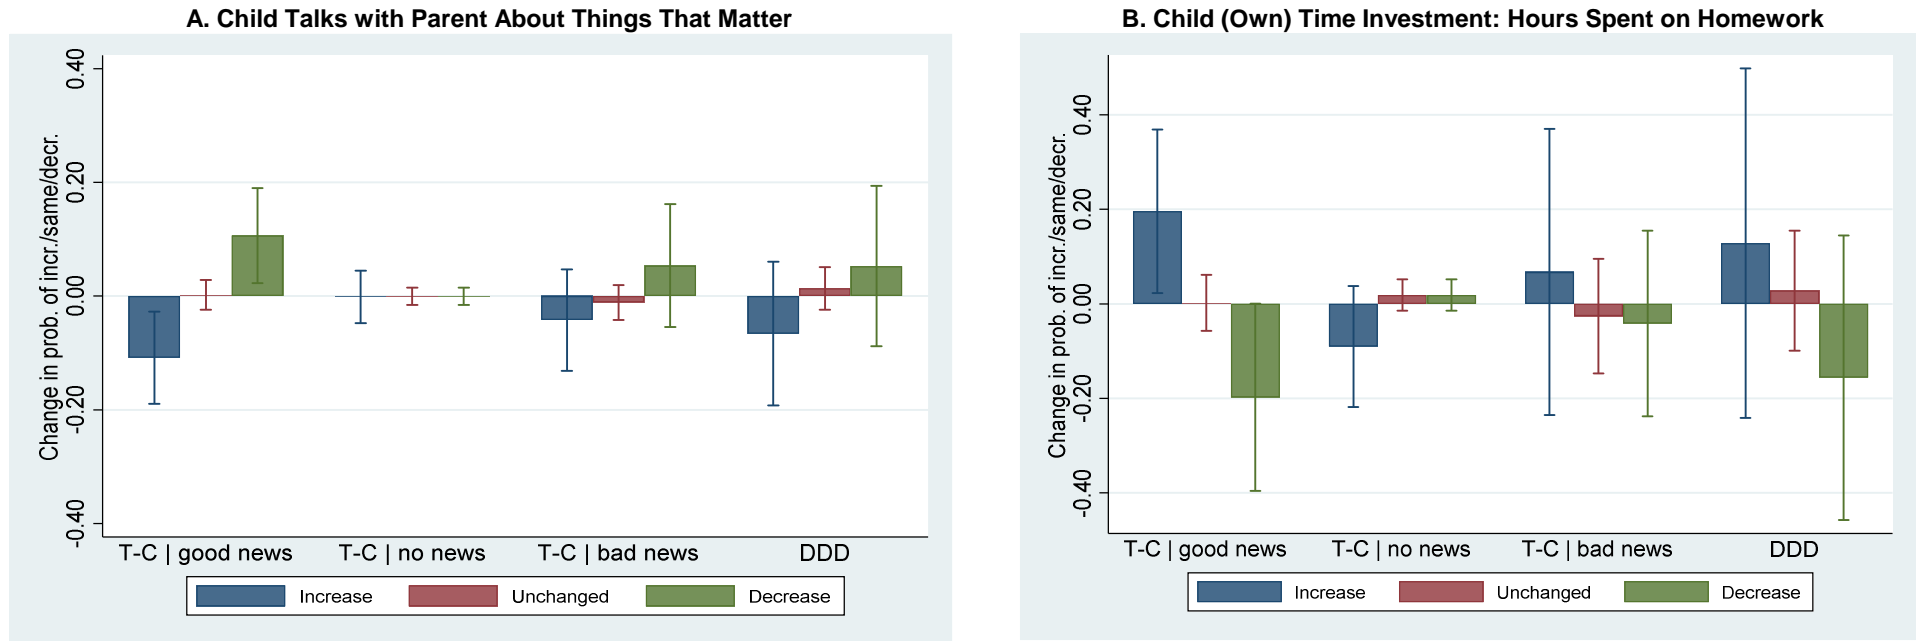 A. Child Talks with Parent About Things That Matter
Change in prob. of incr./same/decr.
0.40
0.20
0.00
-0.20
-0.40
T-C | good news
T-C | no news
T-C | bad news
DDD
Increase
Unchanged
Decrease
B. Child (Own) Time Investment: Hours Spent on Homework
Change in prob. of incr./same/decr.
0.40
0.20
0.00
-0.20
-0.40
T-C | good news
T-C | no news
T-C | bad news
DDD
Increase
Unchanged
Decrease